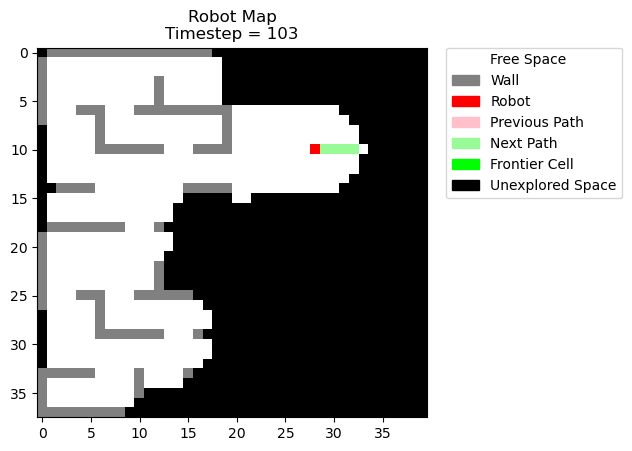 Robot Map
Timestep = 103
0
5
10
15
20
25
30
35
0
5
10
15
20
25
30
35
Free Space
Wall
Robot
Previous Path
Next Path
Frontier Cell
Unexplored Space